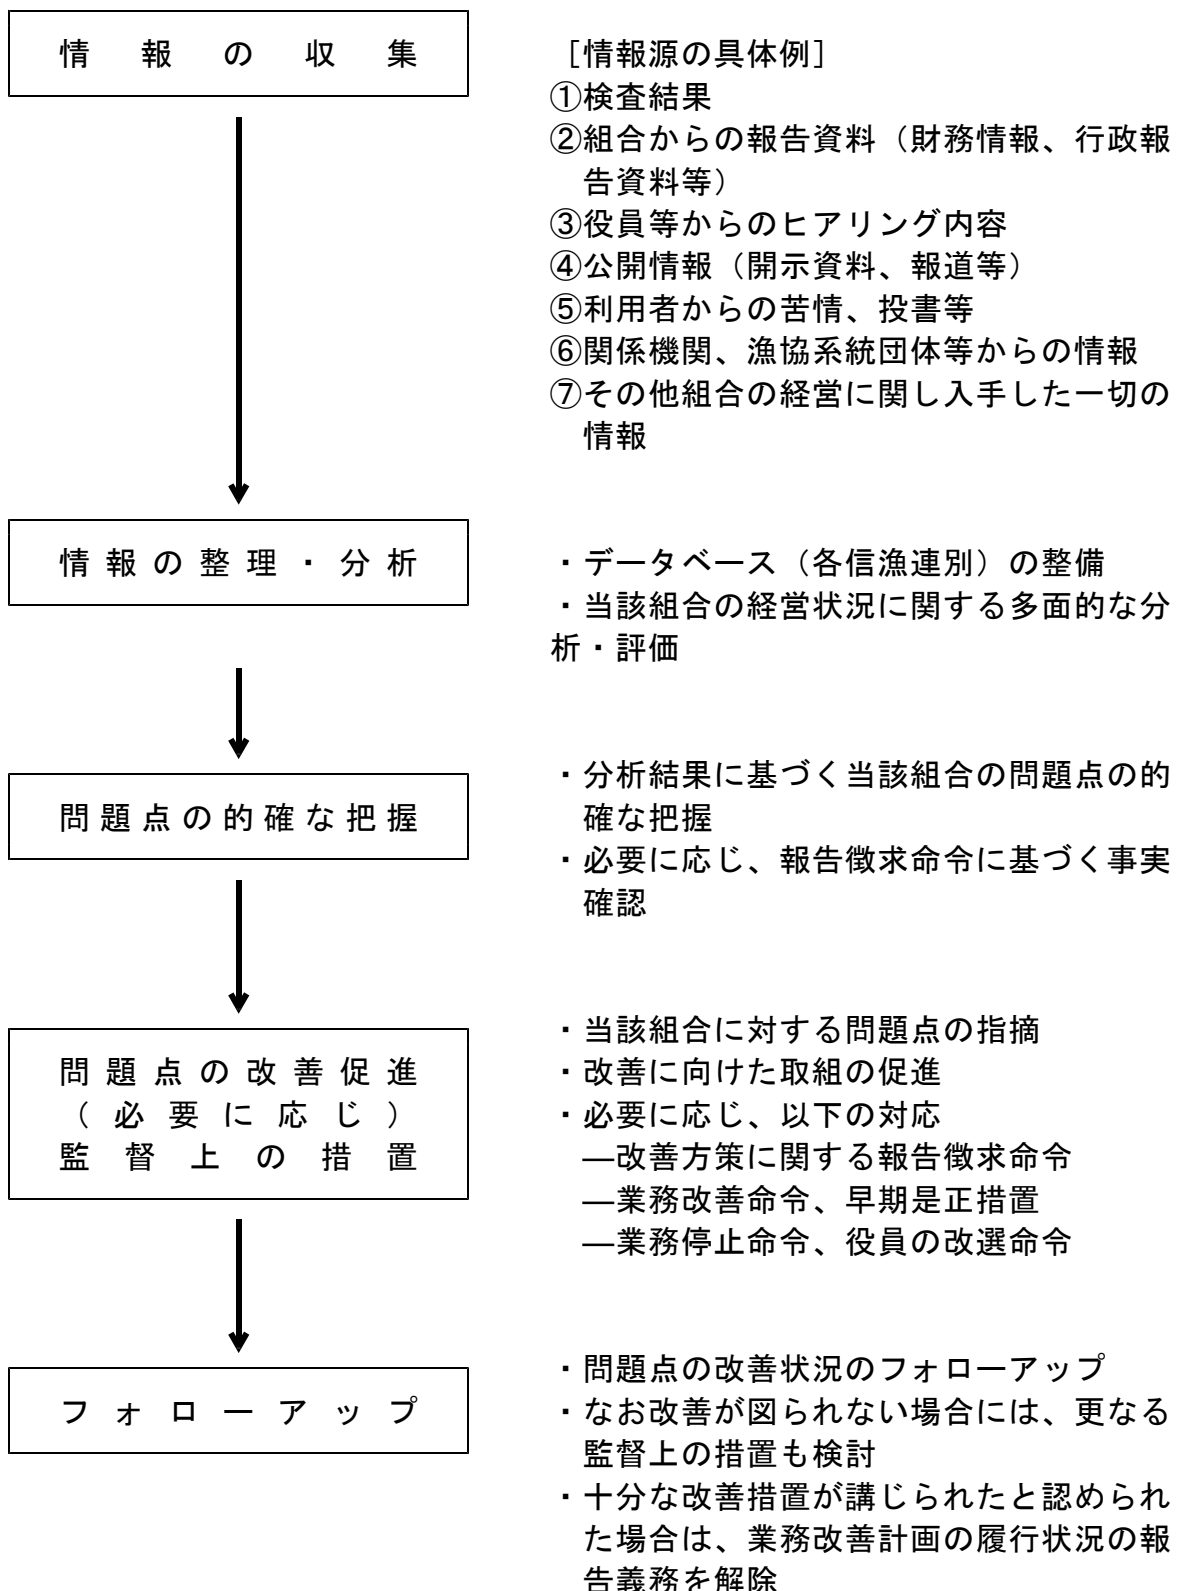 情報の収集
［情報源の具体例］
①検査結果
②組合からの報告資料（財務情報、行政報
告資料等）
③役員等からのヒアリング内容
④公開情報（開示資料、報道等）
⑤利用者からの苦情、投書等
⑥関係機関、漁協系統団体等からの情報
⑦その他組合の経営に関し入手した一切の
情報
情報の整理・分析
・データベース（各信漁連別）の整備
・当該組合の経営状況に関する多面的な分
析・評価
問題点の的確な把握
・分析結果に基づく当該組合の問題点の的
確な把握
・必要に応じ、報告徴求命令に基づく事実
確認
問題点の改善促進
（必要に応じ）
監督上の措置
・当該組合に対する問題点の指摘
・改善に向けた取組の促進
・必要に応じ、以下の対応
―改善方策に関する報告徴求命令
―業務改善命令、早期是正措置
―業務停止命令、役員の改選命令
フォローアップ
・問題点の改善状況のフォローアップ
・なお改善が図られない場合には、更なる
監督上の措置も検討
・十分な改善措置が講じられたと認められ
た場合は、業務改善計画の履行状況の報
告義務を解除